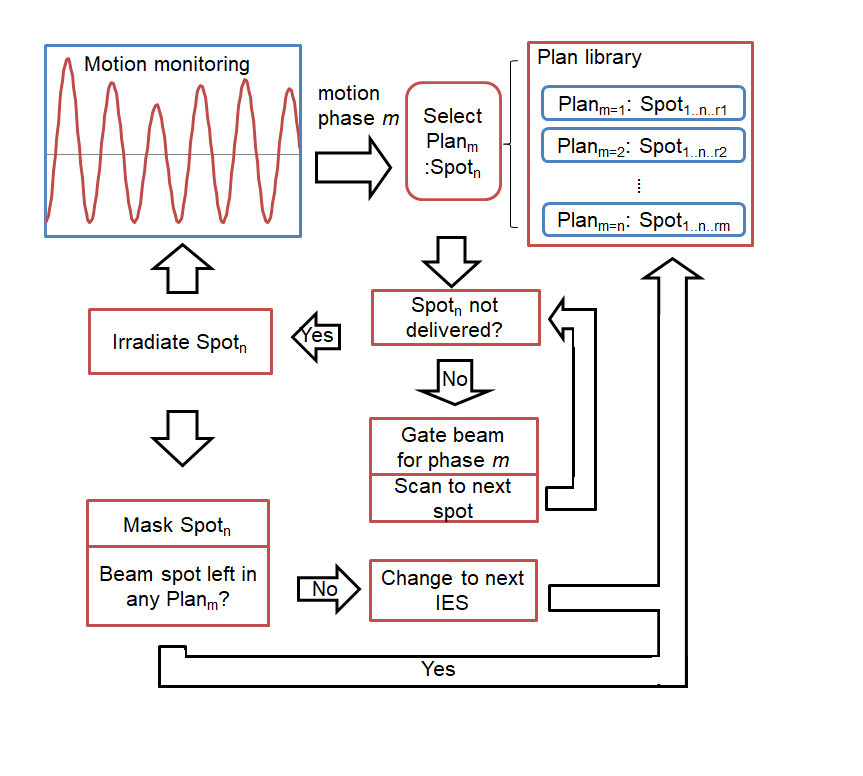 Motion monitoring
motion
phase m
Select
Planm
:Spotn
Plan library
Planm=1: Spot1..n..r1
Planm=2: Spot1..n..r2
⁞
Planm=n: Spot1..n..rm
Spotn not
delivered?
Yes
Irradiate Spotn
No
Gate beam
for phase m
Scan to next
spot
Mask Spotn
Beam spot left in
any Planm?
No
Change to next
IES
Yes